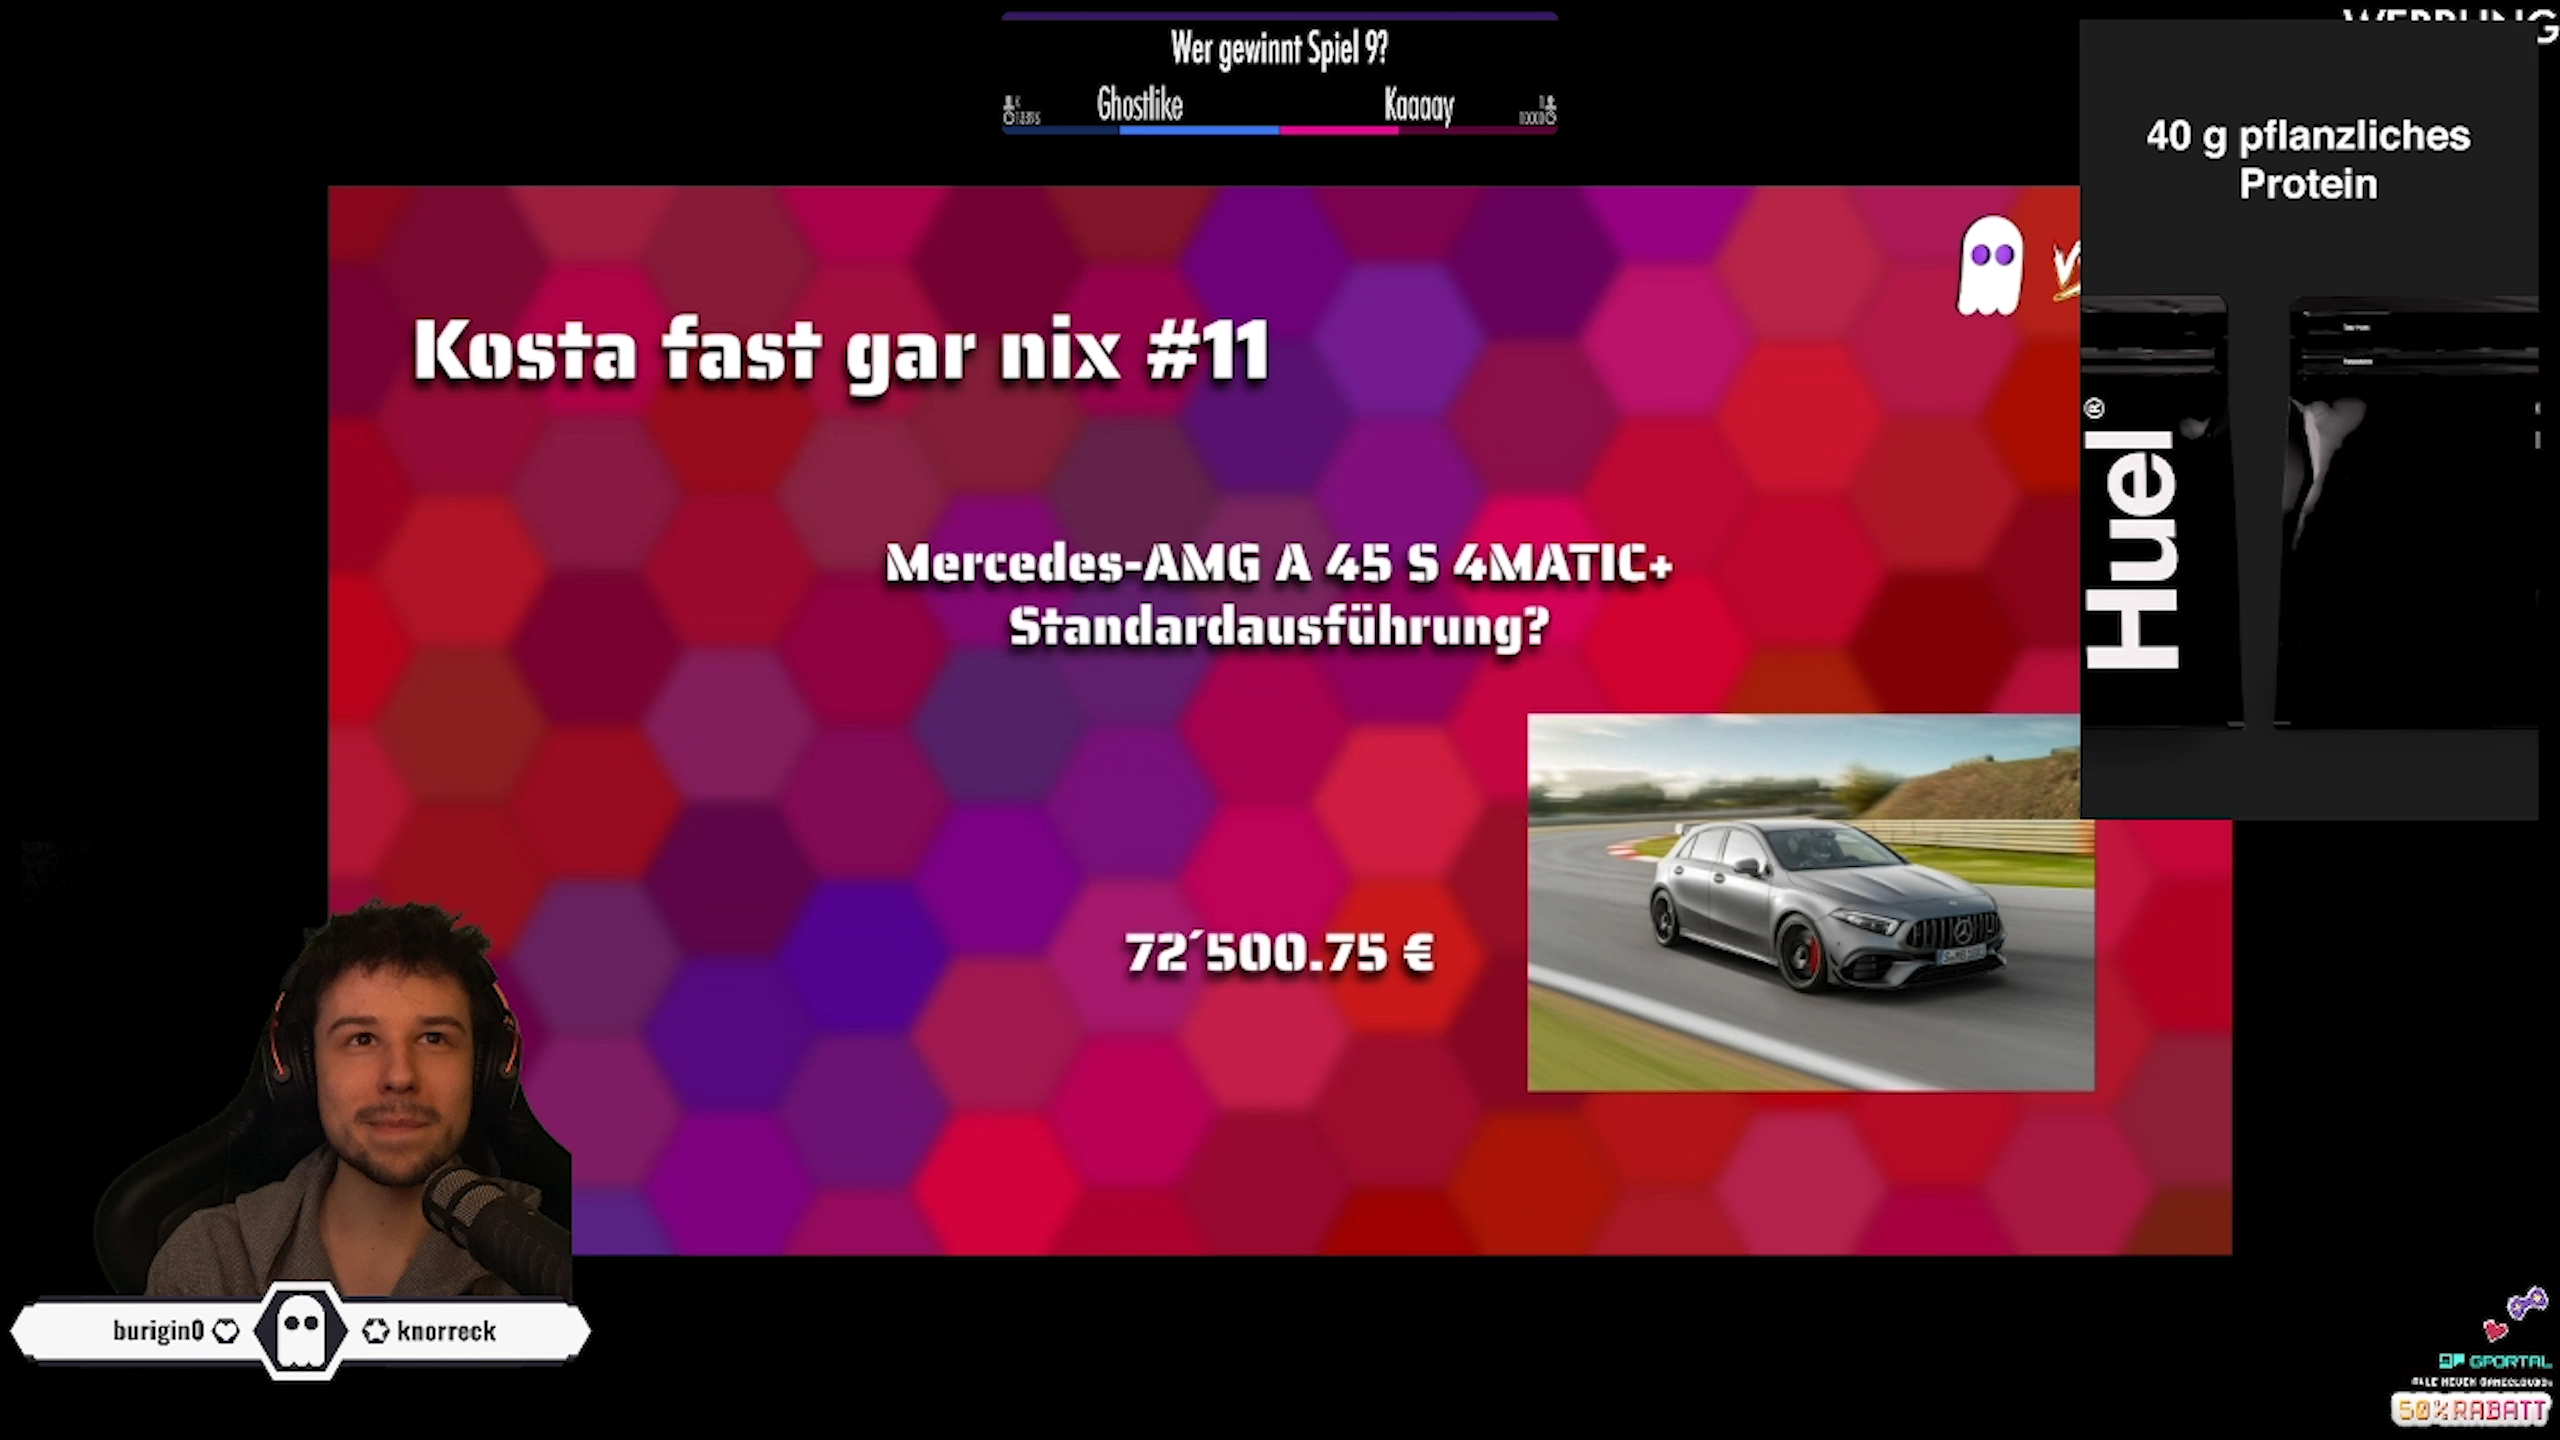 Wer gewinnt Spiel 9?
Ghostlike
Kaaaay
40 g pflanzliches
Protein
Kosta fast gar nix #11
Huel®
Mercedes-AMG A 45 S 4MATIC+
Standardausführung?
72´500.75 €
burigin0
knorreck
GPORTAL
50%RABATT